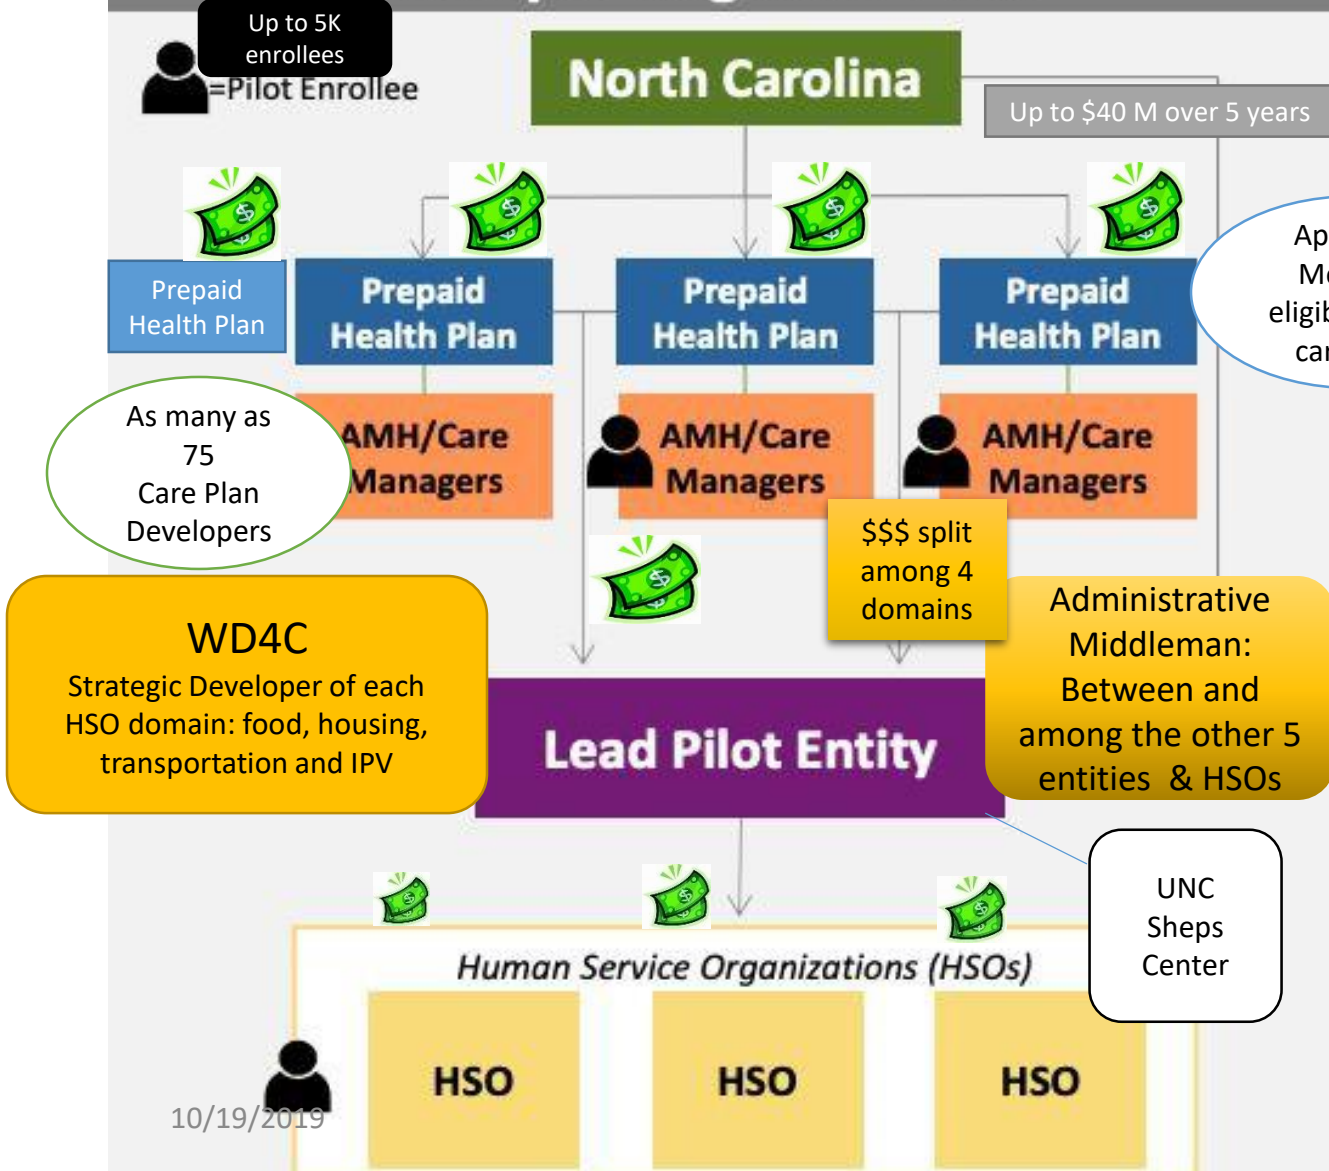 Up to 5K
enrollees
=Pilot Enrollee
North Carolina
Up to $40 M over 5 years
Prepaid
Health Plan
Prepaid
Health Plan
Prepaid
Health Plan
Prepaid
Health Plan
As many as
75
Care Plan
Developers
AMH/Care
Managers
AMH/Care
Managers
AMH/Care
Managers
$$$ split
among 4
domains
WD4C
Strategic Developer of each
HSO domain: food, housing,
transportation and IPV
Lead Pilot Entity
Administrative
Middleman:
Between and
among the other 5
entities & HSOs
UNC
Sheps
Center
Human Service Organizations (HSOs)
HSO
HSO
HSO
10/19/2019